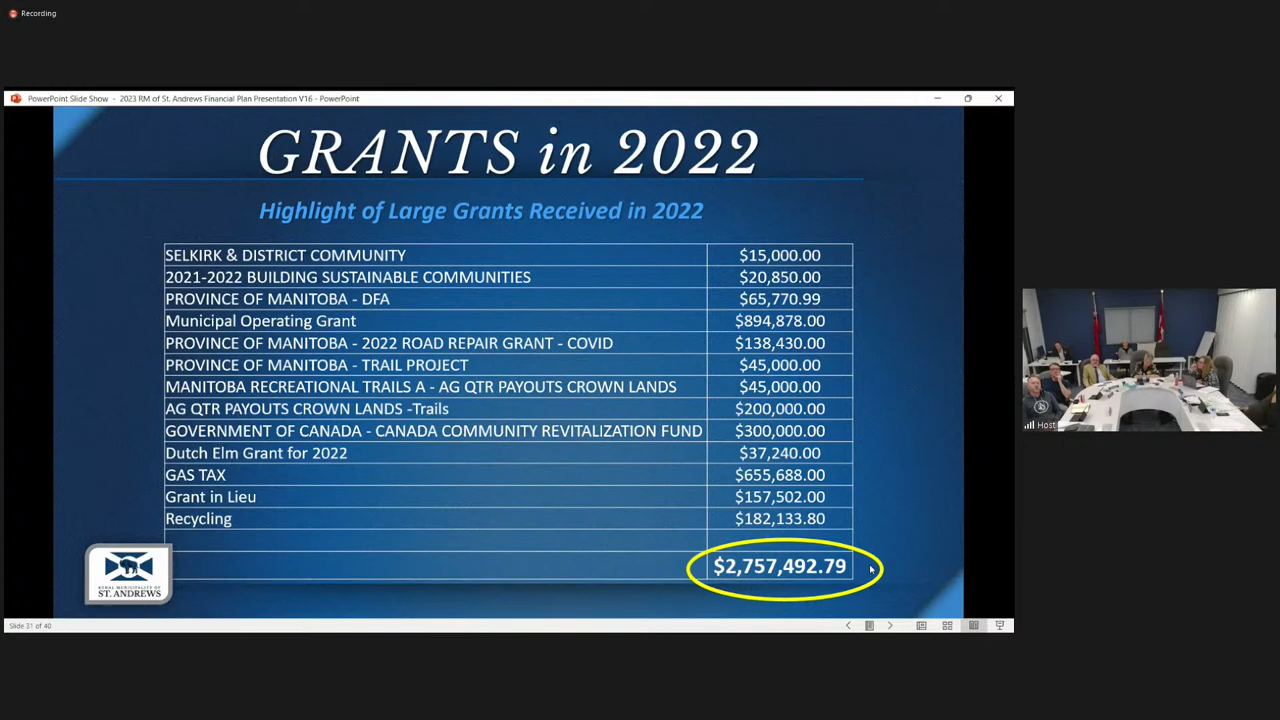 Recording
PowerPoint Slide Show - 2023 RM of St. Andrews Financial Plan Presentation V16 - PowerPoint
GRANTS in 2022
Highlight of Large Grants Received in 2022
SELKIRK & DISTRICT COMMUNITY $15,000.00
2021-2022 BUILDING SUSTAINABLE COMMUNITIES $20,850.00
PROVINCE OF MANITOBA - DFA $65,770.99
Municipal Operating Grant $894,878.00
PROVINCE OF MANITOBA - 2022 ROAD REPAIR GRANT - COVID $138,430.00
PROVINCE OF MANITOBA - TRAIL PROJECT $45,000.00
MANITOBA RECREATIONAL TRAILS A - AG QTR PAYOUTS CROWN LANDS $45,000.00
AG QTR PAYOUTS CROWN LANDS -Trails $200,000.00
GOVERNMENT OF CANADA - CANADA COMMUNITY REVITALIZATION FUND $300,000.00
Dutch Elm Grant for 2022 $37,240.00
GAS TAX $655,688.00
Grant in Lieu $157,502.00
Recycling $182,133.80
$2,757,492.79
RURAL MUNICIPALITY OF
ST. ANDREWS
Slide 31 of 40
Host